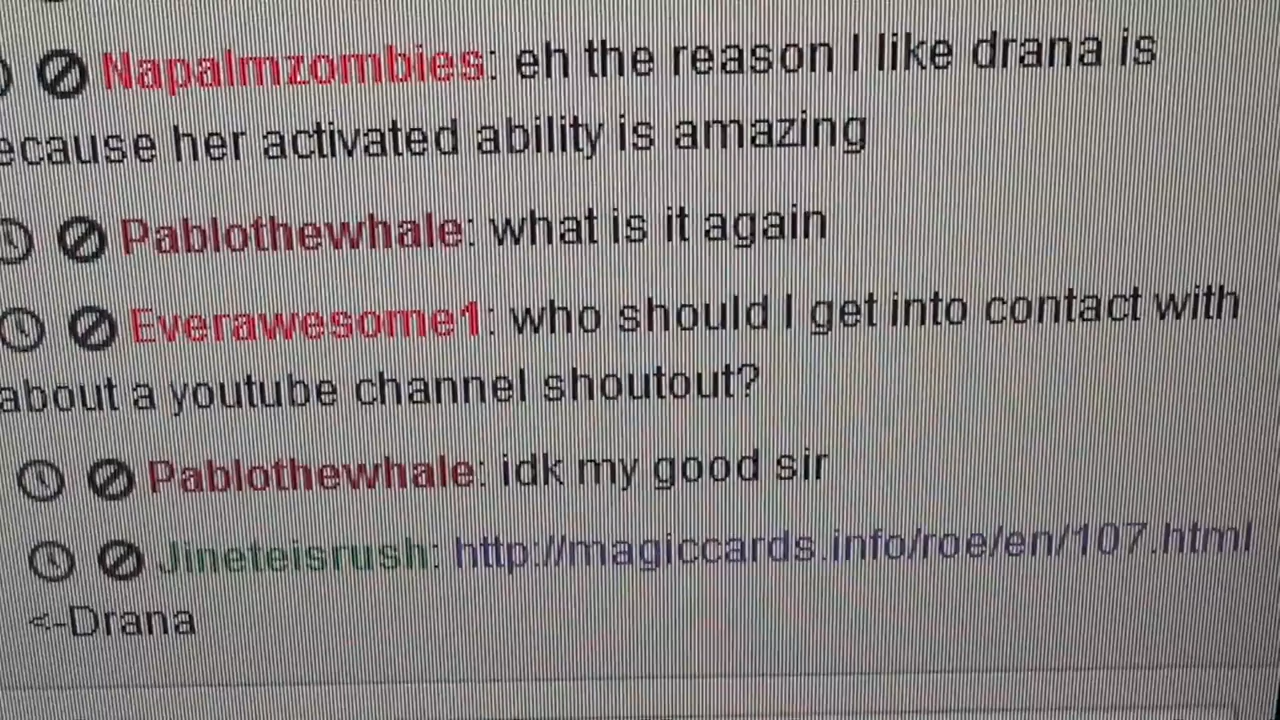 Napalmzombies: eh the reason I like drana is
ecause her activated ability is amazing
Pablothewhale: what is it again
Everawesome1: who should I get into contact with
about a youtube channel shoutout?
Pablothewhale: idk my good sir
Jineteisrush: http://magiccards.info/roe/en/107.html
<-Drana